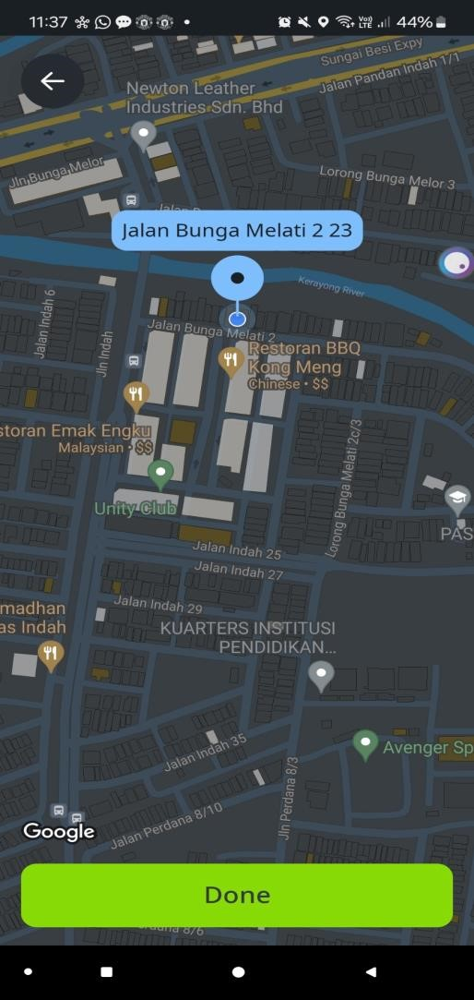 11:37
Vo))
LTE
44%
Sungai Besi Expy
Jalan Pandan Indah 1/1
Newton Leather
Industries Sdn. Bhd
Jln Bunga Melor
Lorong Bunga Melor 3
Jalan Bunga Melati 2 23
Kerayong River
Jalan Indah 6
Jln Indah
Jalan Bunga Melati 2
Restoran BBQ
Kong Meng
Chinese • $$
storan Emak Engku
Malaysian • $$
Lorong Bunga Melati 2c/3
Unity Club
PAS
Jalan Indah 25
Jalan Indah 27
Jalan Indah 29
madhan
as Indah
KUARTERS INSTITUSI
PENDIDIKAN...
Jalan Indah 35
Avenger Sp
Jln Perdana 8/3
Jalan Perdana 8/10
Google
Done